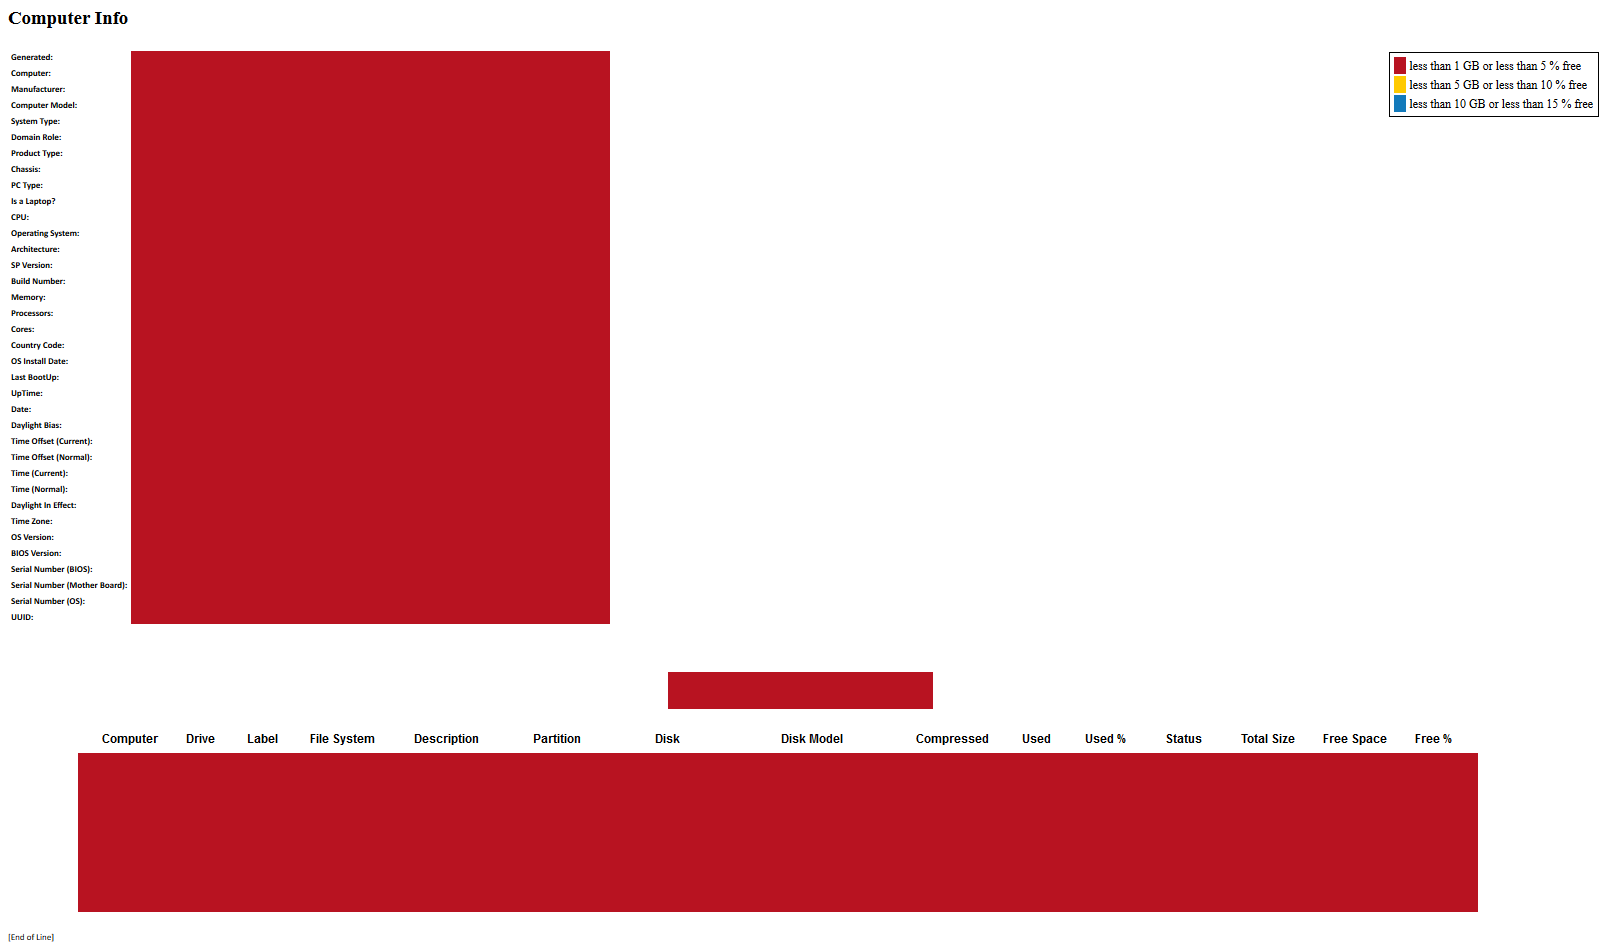 Computer Info
Generated:
Computer:
Manufacturer:
Computer Model:
System Type:
Domain Role:
Product Type:
Chassis:
PC Type:
Is a Laptop?
CPU:
Operating System:
Architecture:
SP Version:
Build Number:
Memory:
Processors:
Cores:
Country Code:
OS Install Date:
Last BootUp:
UpTime:
Date:
Daylight Bias:
Time Offset (Current):
Time Offset (Normal):
Time (Current):
Time (Normal):
Daylight In Effect:
Time Zone:
OS Version:
BIOS Version:
Serial Number (BIOS):
Serial Number (Mother Board):
Serial Number (OS):
UUID:
less than 1 GB or less than 5 % free
less than 5 GB or less than 10 % free
less than 10 GB or less than 15 % free
Computer Drive Label File System Description Partition Disk Disk Model Compressed Used Used % Status Total Size Free Space Free %
[End of Line]